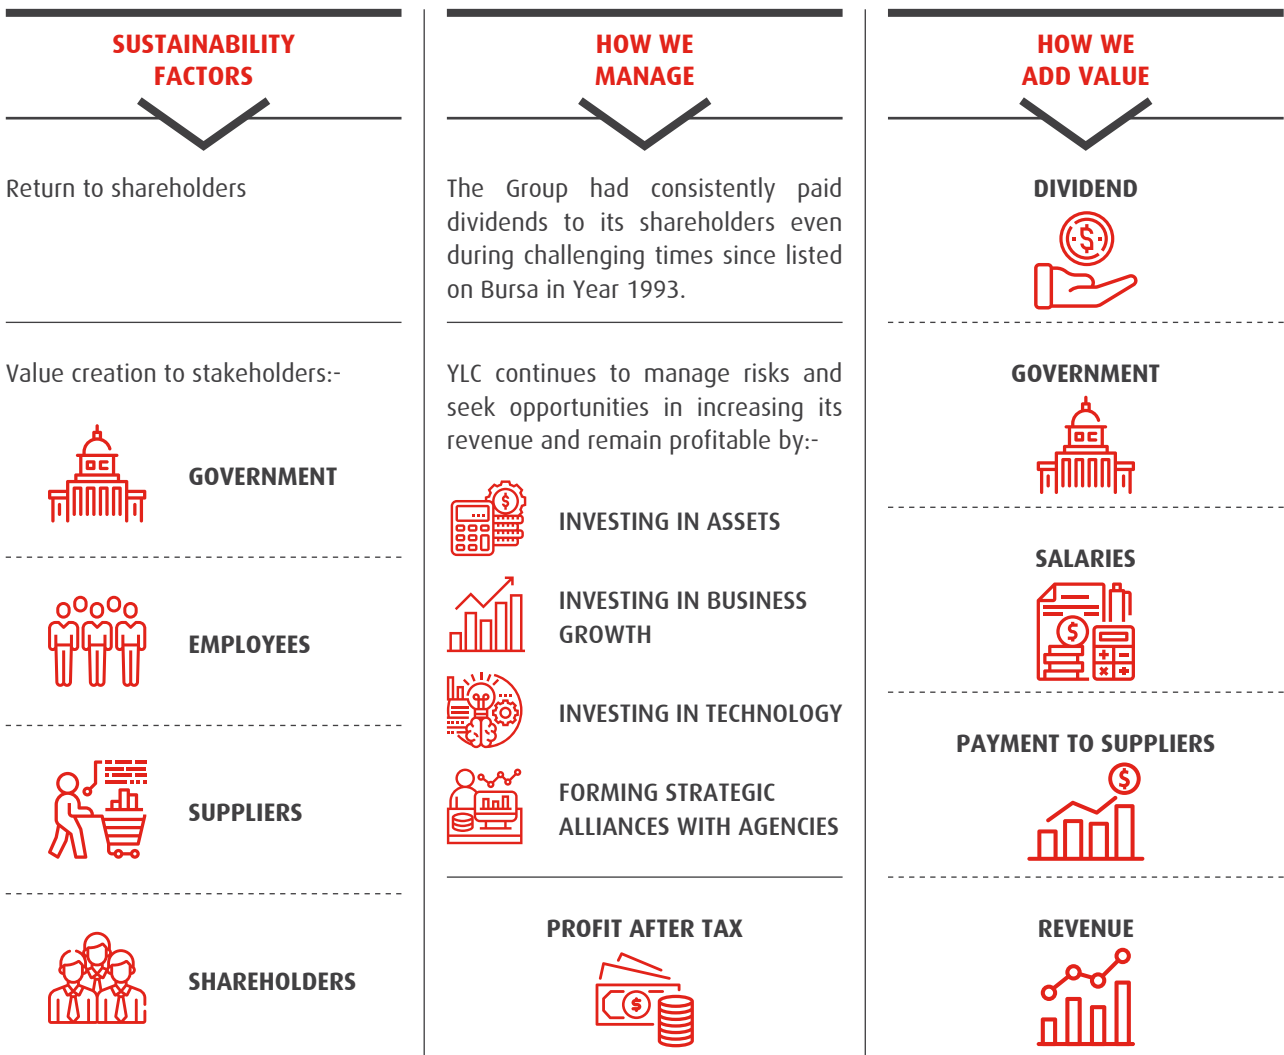 SUSTAINABILITY
FACTORS
Return to shareholders
Value creation to stakeholders:-
GOVERNMENT
EMPLOYEES
SUPPLIERS
SHAREHOLDERS
HOW WE
MANAGE
The Group had consistently paid
dividends to its shareholders even
during challenging times since listed
on Bursa in Year 1993.
YLC continues to manage risks and
seek opportunities in increasing its
revenue and remain profitable by:-
INVESTING IN ASSETS
INVESTING IN BUSINESS
GROWTH
INVESTING IN TECHNOLOGY
FORMING STRATEGIC
ALLIANCES WITH AGENCIES
PROFIT AFTER TAX
HOW WE
ADD VALUE
DIVIDEND
GOVERNMENT
SALARIES
PAYMENT TO SUPPLIERS
REVENUE